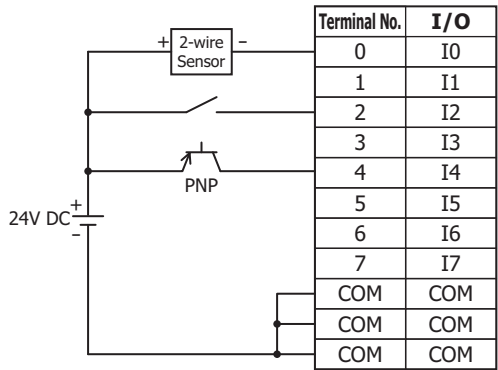 Terminal No. I/O
+ 2-wire Sensor –
0 I0
1 I1
2 I2
3 I3
4 I4
PNP
5 I5
+
24V DC
–
6 I6
7 I7
COM COM
COM COM
COM COM